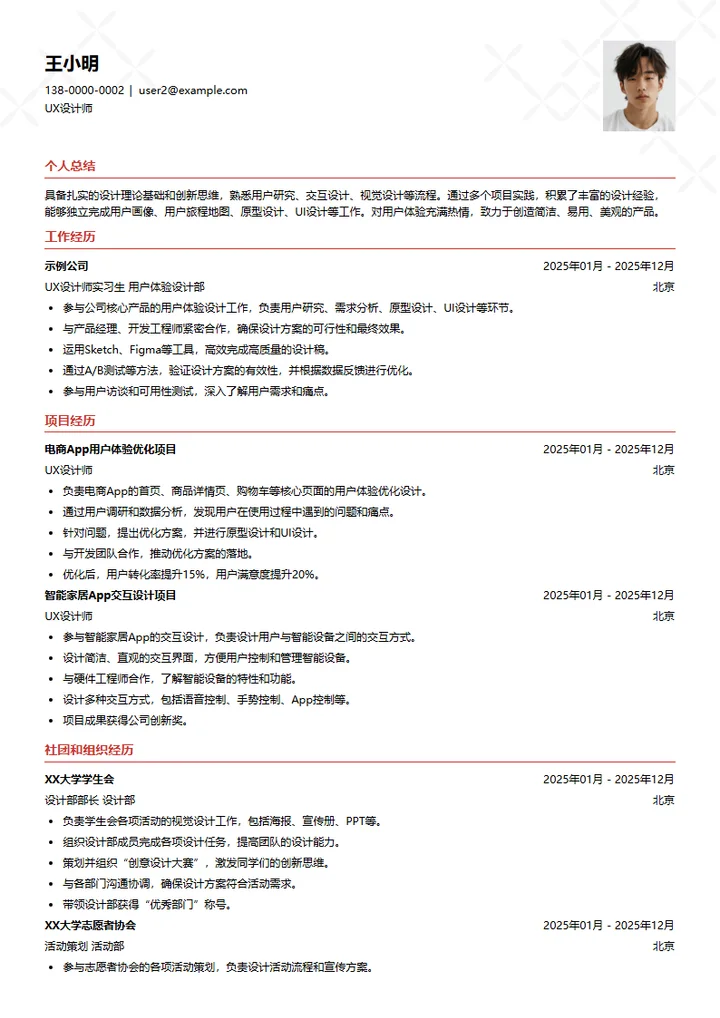 王小明
138-0000-0002 | user2@example.com
UX设计师
个人总结
具备扎实的设计理论基础和创新思维，熟悉用户研究、交互设计、视觉设计等流程。通过多个项目实践，积累了丰富的设计经验，
能够独立完成用户画像、用户旅程地图、原型设计、UI设计等工作。对用户体验充满热情，致力于创造简洁、易用、美观的产品。
工作经历
示例公司 2025年01月 - 2025年12月
UX设计师实习生 用户体验设计部 北京
• 参与公司核心产品的用户体验设计工作，负责用户研究、需求分析、原型设计、UI设计等环节。
• 与产品经理、开发工程师紧密合作，确保设计方案的可行性和最终效果。
• 运用Sketch、Figma等工具，高效完成高质量的设计稿。
• 通过A/B测试等方法，验证设计方案的有效性，并根据数据反馈进行优化。
• 参与用户访谈和可用性测试，深入了解用户需求和痛点。
项目经历
电商App用户体验优化项目 2025年01月 - 2025年12月
UX设计师 北京
• 负责电商App的首页、商品详情页、购物车等核心页面的用户体验优化设计。
• 通过用户调研和数据分析，发现用户在使用过程中遇到的问题和痛点。
• 针对问题，提出优化方案，并进行原型设计和UI设计。
• 与开发团队合作，推动优化方案的落地。
• 优化后，用户转化率提升15%，用户满意度提升20%。
智能家居App交互设计项目 2025年01月 - 2025年12月
UX设计师 北京
• 参与智能家居App的交互设计，负责设计用户与智能设备之间的交互方式。
• 设计简洁、直观的交互界面，方便用户控制和管理智能设备。
• 与硬件工程师合作，了解智能设备的特性和功能。
• 设计多种交互方式，包括语音控制、手势控制、App控制等。
• 项目成果获得公司创新奖。
社团和组织经历
XX大学学生会 2025年01月 - 2025年12月
设计部部长 设计部 北京
• 负责学生会各项活动的视觉设计工作，包括海报、宣传册、PPT等。
• 组织设计部成员完成各项设计任务，提高团队的设计能力。
• 策划并组织“创意设计大赛”，激发同学们的创新思维。
• 与各部门沟通协调，确保设计方案符合活动需求。
• 带领设计部获得“优秀部门”称号。
XX大学志愿者协会 2025年01月 - 2025年12月
活动策划 活动部 北京
• 参与志愿者协会的各项活动策划，负责设计活动流程和宣传方案。